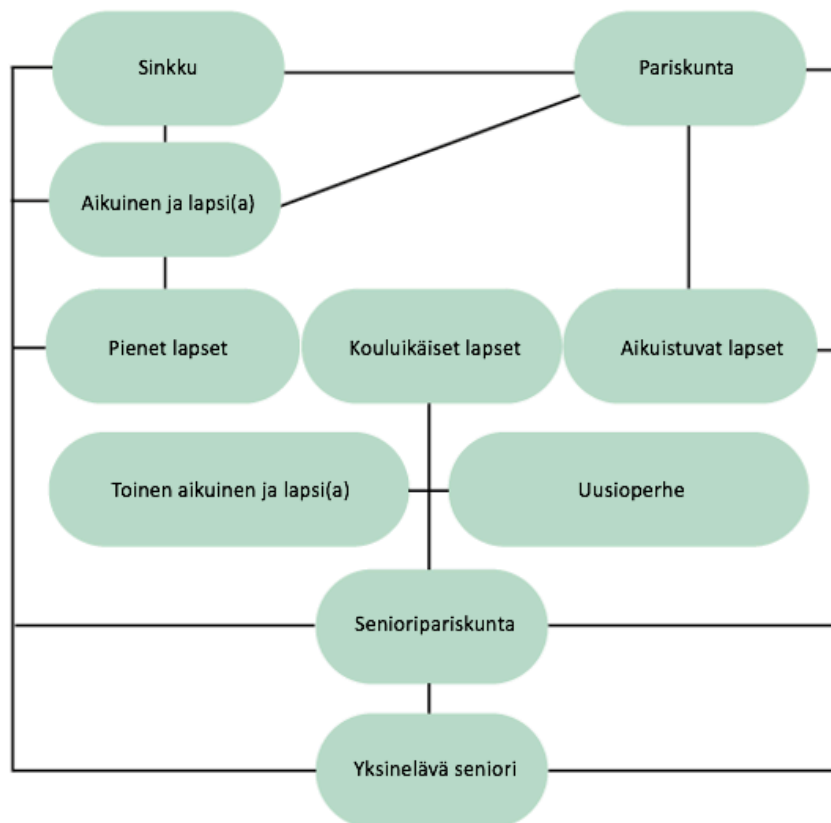 Sinkku
Pariskunta
Aikuinen ja lapsi(a)
Pienet lapset
Kouluikäiset lapset
Aikuistuvat lapset
Toinen aikuinen ja lapsi(a)
Uusioperhe
Senioripariskunta
Yksinelävä seniori